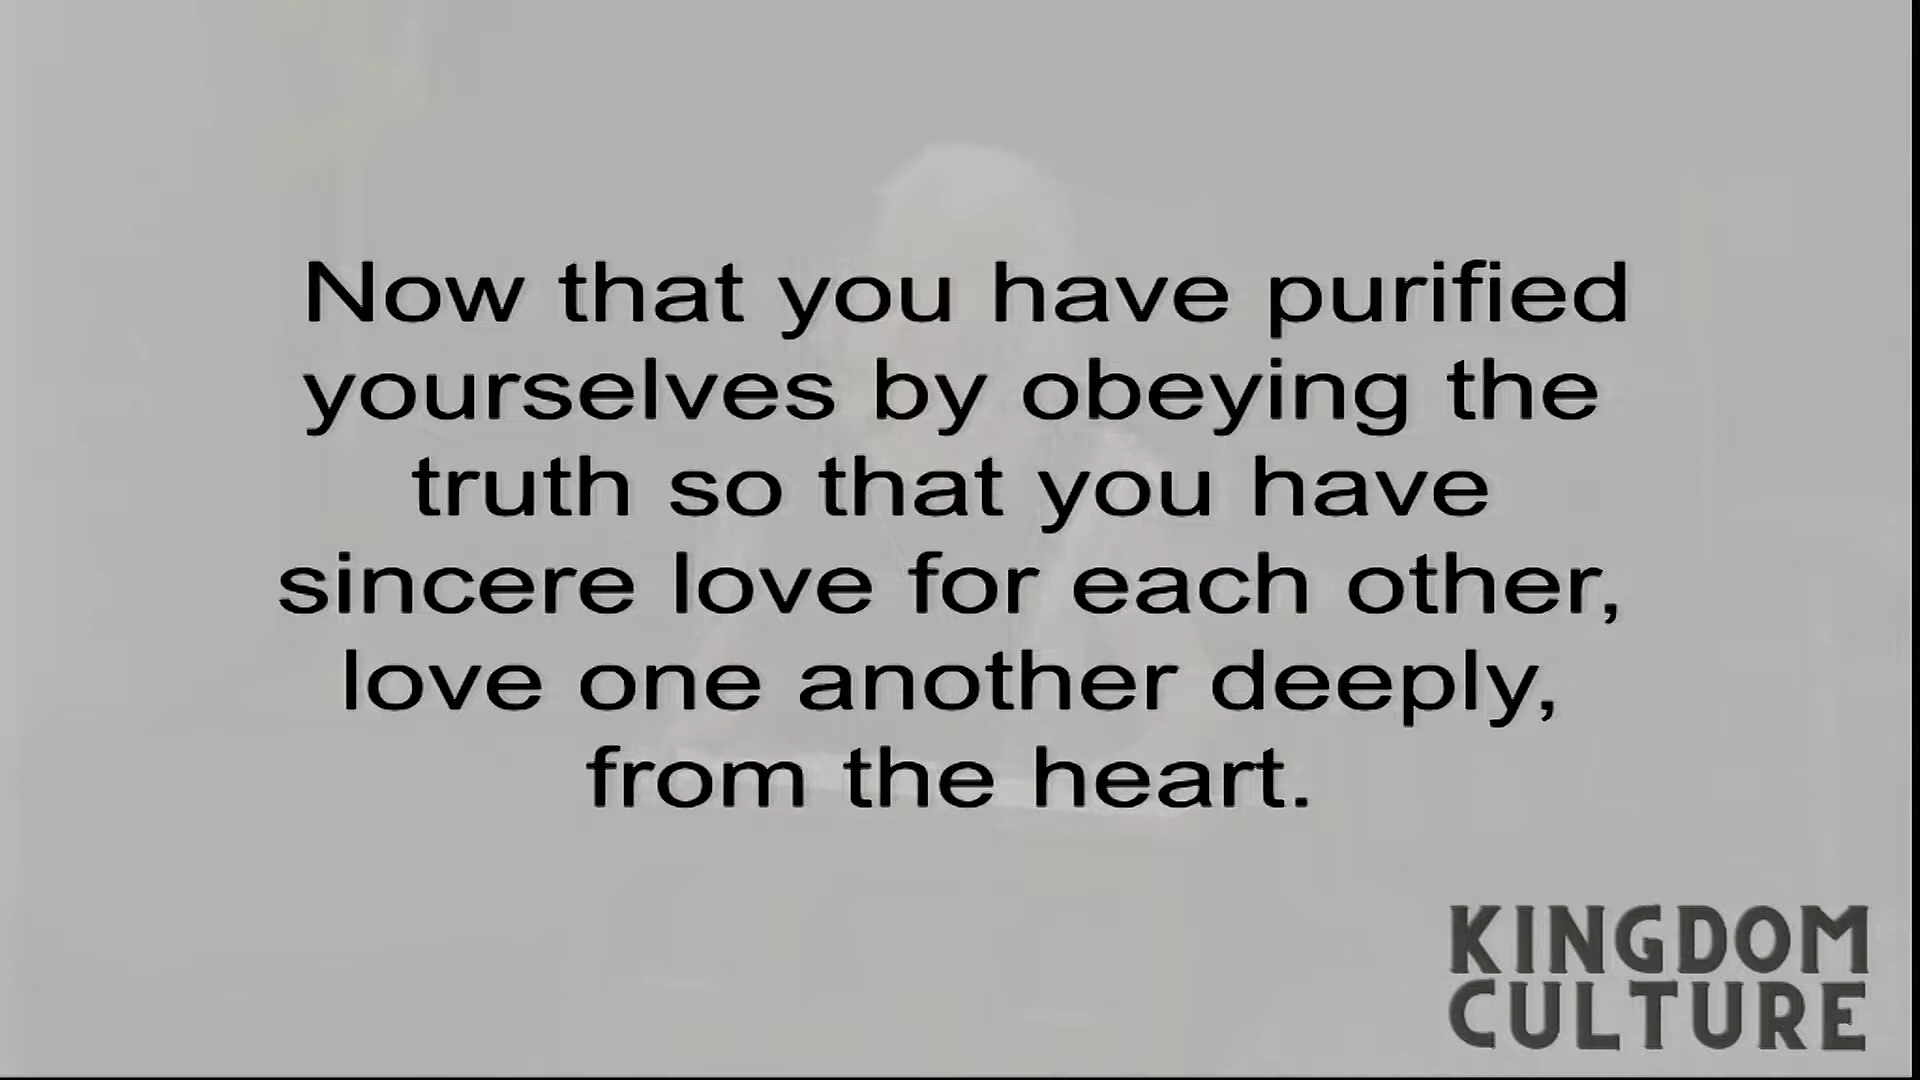 Now that you have purified
yourselves by obeying the
truth so that you have
sincere love for each other,
love one another deeply,
from the heart.
KINGDOM
CULTURE